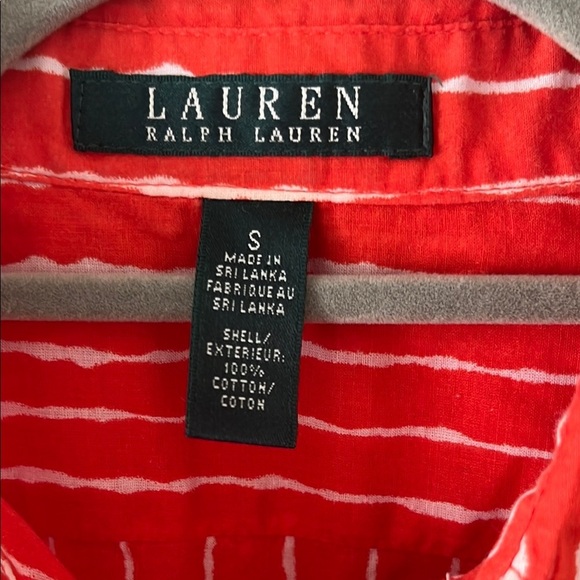 LAUREN
RALPH LAUREN
S
MADE IN
SRI LANKA
FABRIQUE AU
SRI LANKA
SHELL/
EXTERIEUR:
100%
COTTON/
COTON